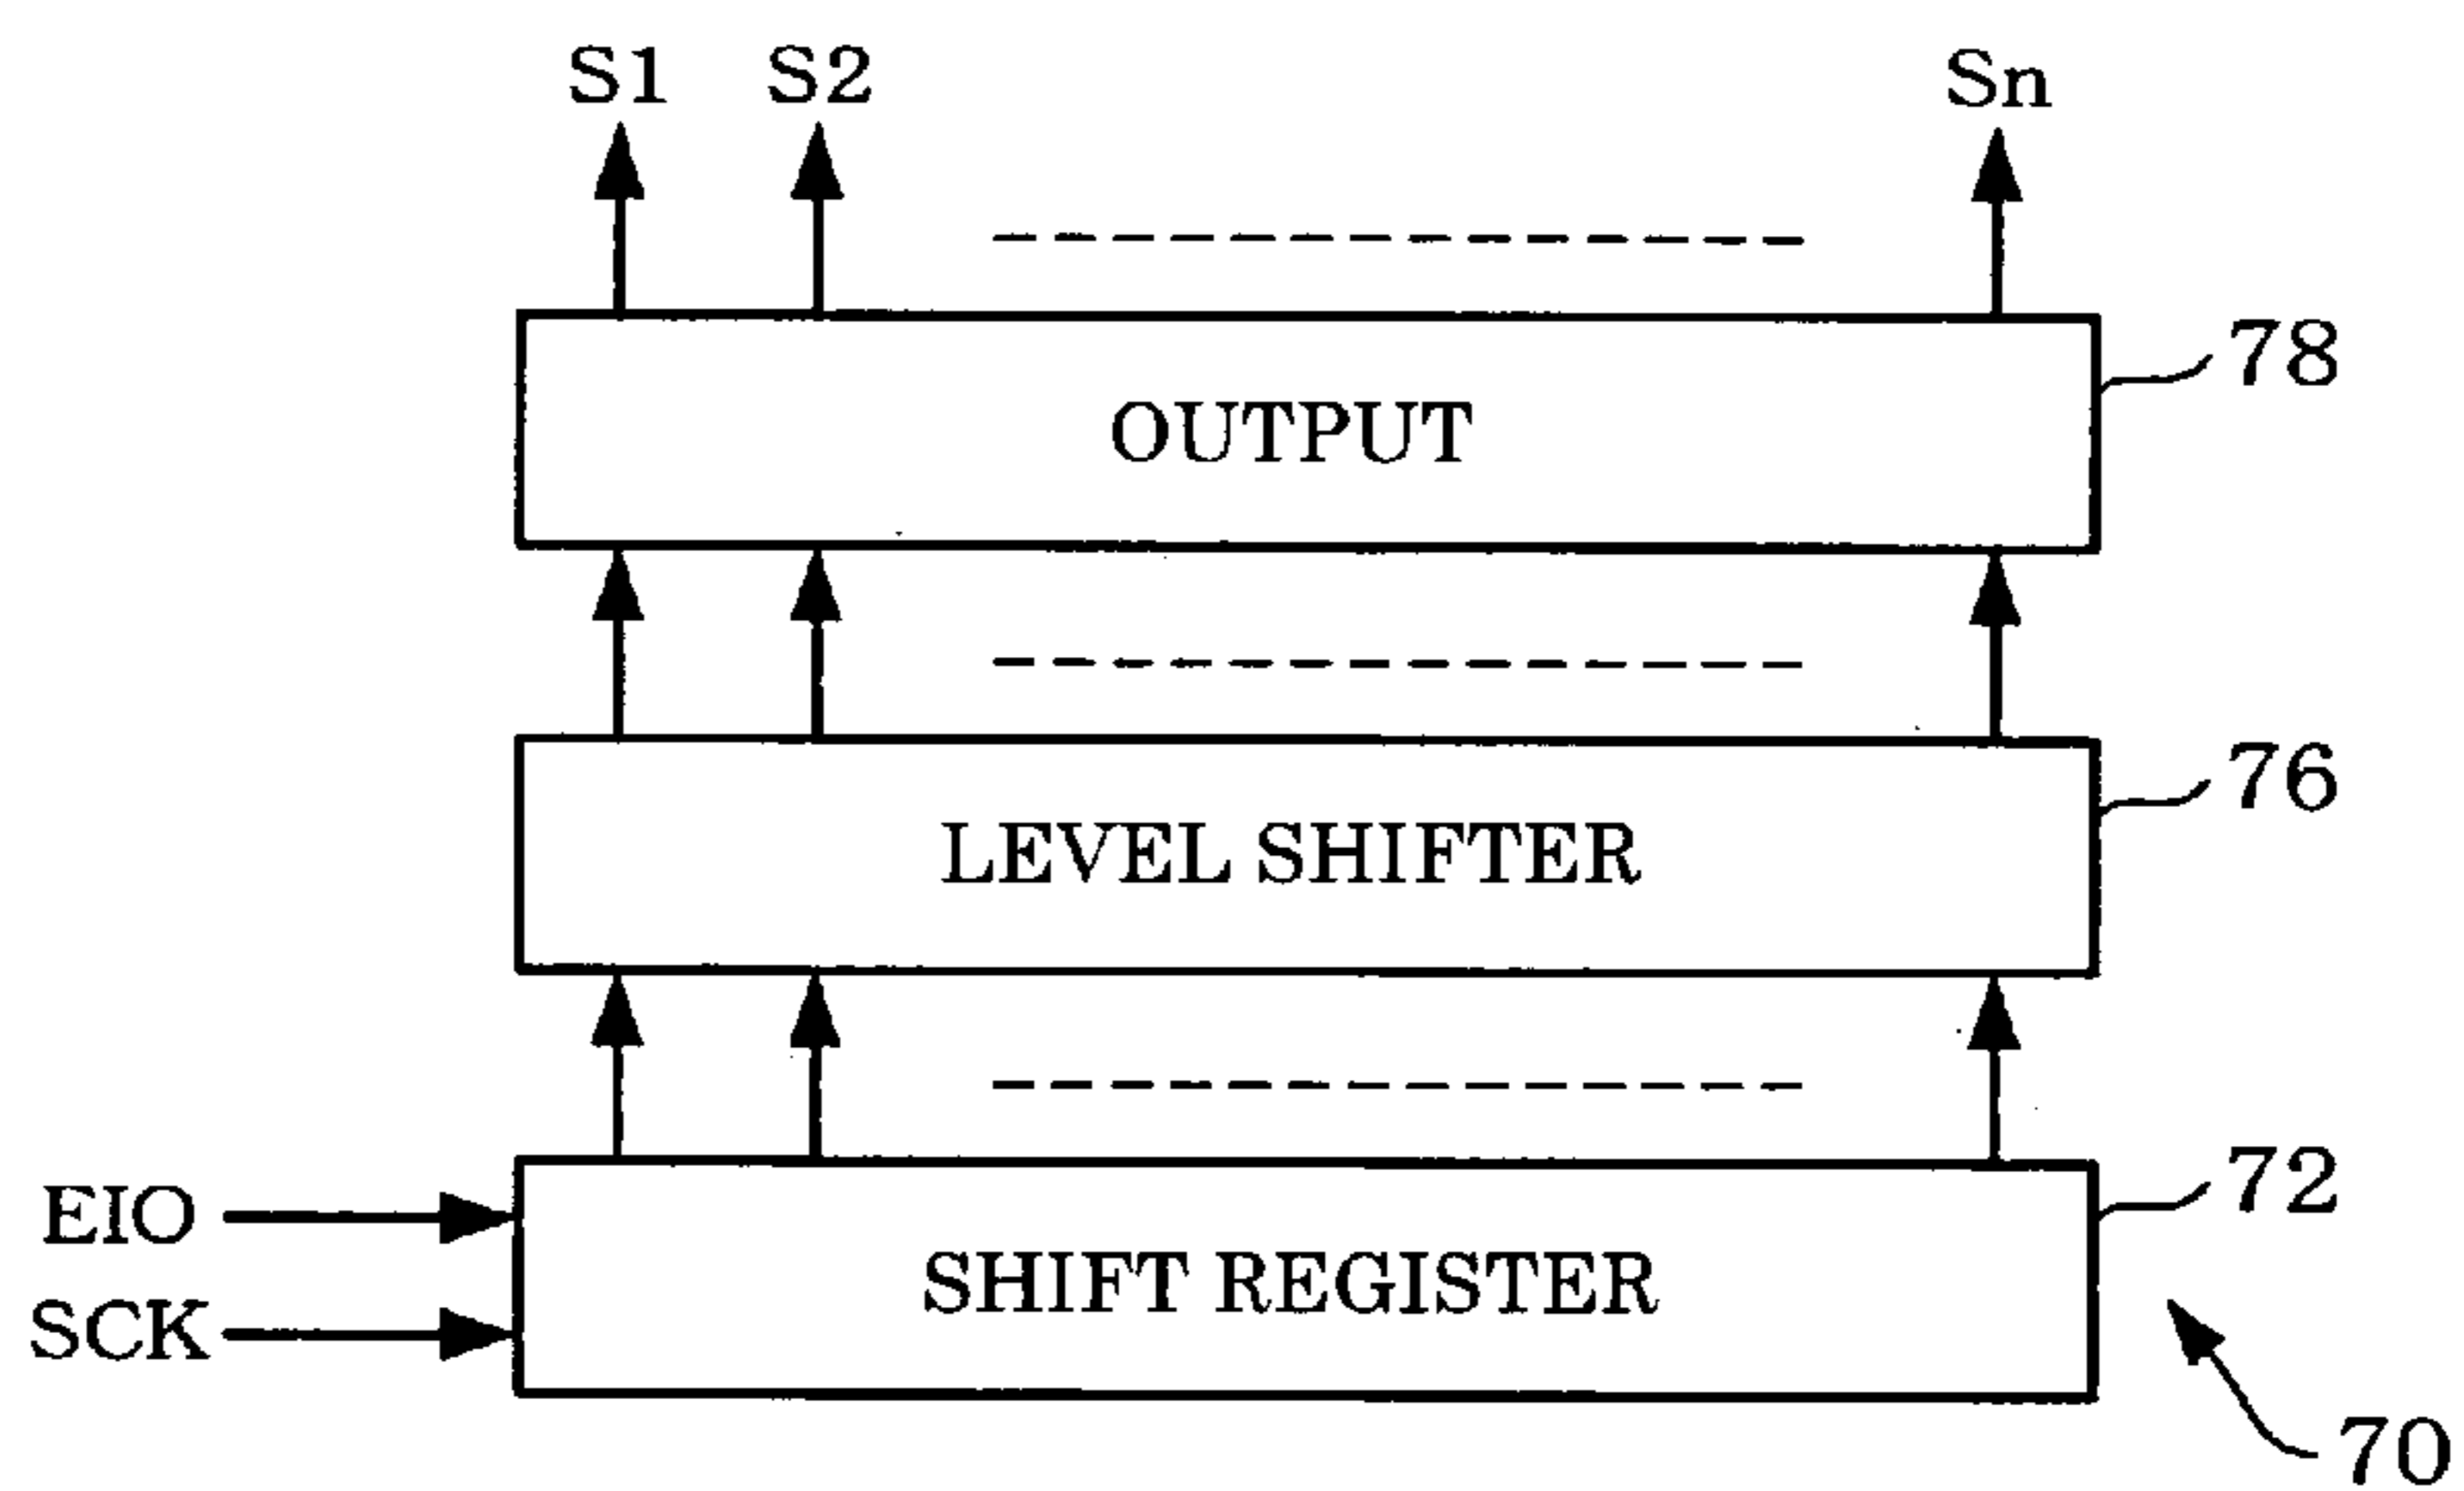 S1 S2 Sn
OUTPUT
78
LEVEL SHIFTER
76
SHIFT REGISTER
72
EIO
SCK
70